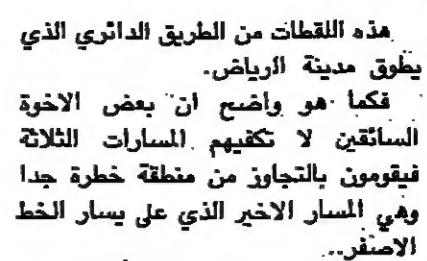 هذه اللقطات من الطريق الدائري الذي
يطوق مدينة الرياض.
فكما هو واضح ان بعض الاخوة
السائقين لا تكفيهم المسارات الثلاثة
فيقومون بالتجاوز من منطقة خطرة جدا
وهي المسار الاخير الذي على يسار الخط
الاصفر..